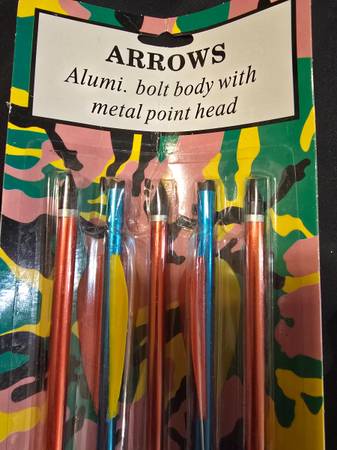 ARROWS
Alumi. bolt body with
metal point head